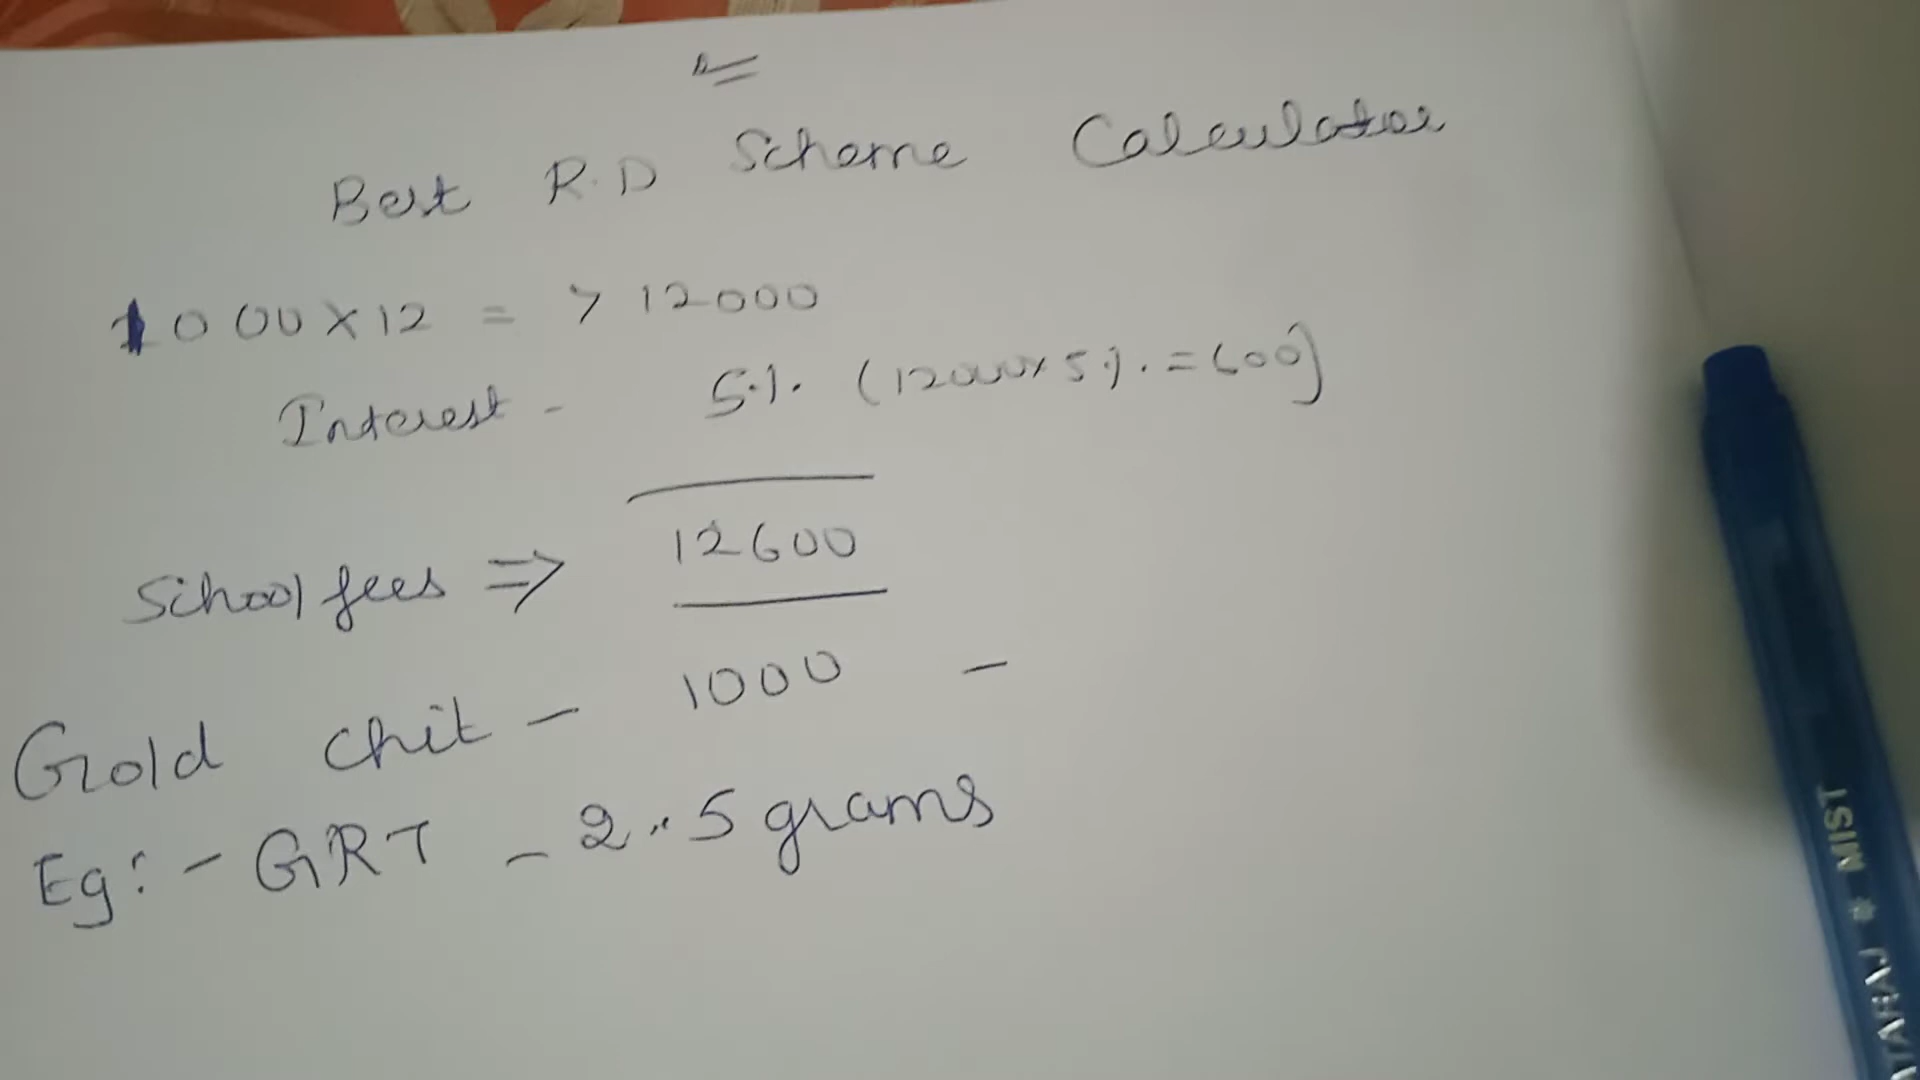 Best R.D Scheme Calculator
1000 x 12 = > 12000
Interest - 5%. (12000 x 5%. = 600)
School fees => 12600
Gold chit - 1000 -
Eg: - GRT - 2.5 grams
MIST * TARA